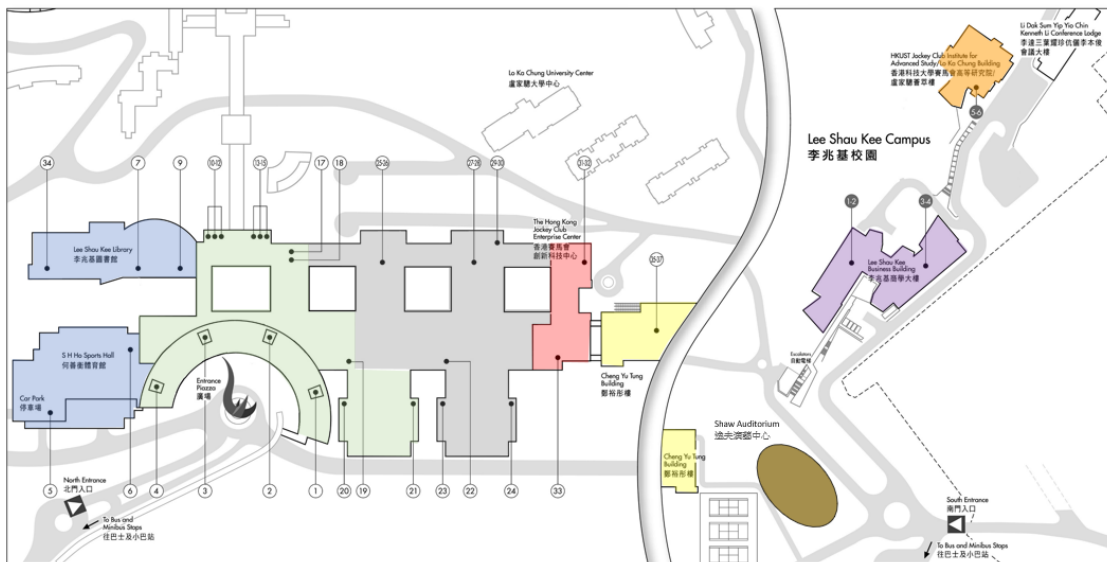 Li Dak Sum Yip Yio Chin
Kenneth Li Conference Lodge
李達三葉耀珍伉儷李本俊
會議大樓
HKUST Jockey Club Institute for
Advanced Study/Lo Ka Chung Building
香港科技大學賽馬會高等研究院/
盧家驄薈萃樓
5-6
Lo Ka Chung University Center
盧家驄大學中心
Lee Shau Kee Campus
李兆基校園
34
7
9
10-12
13-15
17
18
25-26
27-28
29-30
31-32
35-37
1-2
3-4
Lee Shau Kee Library
李兆基圖書館
The Hong Kong
Jockey Club
Enterprise Center
香港賽馬會
創新科技中心
Lee Shau Kee
Business Building
李兆基商學大樓
S H Ho Sports Hall
何善衡體育館
Entrance
Piazza
廣場
Car Park
停車場
Cheng Yu Tung
Building
鄭裕彤樓
Escalators
自動電梯
Shaw Auditorium
逸夫演藝中心
Cheng Yu Tung
Building
鄭裕彤樓
5
6
4
3
2
1
20
19
21
23
22
24
33
North Entrance
北門入口
To Bus and
Minibus Stops
往巴士及小巴站
South Entrance
南門入口
To Bus and Minibus Stops
往巴士及小巴站